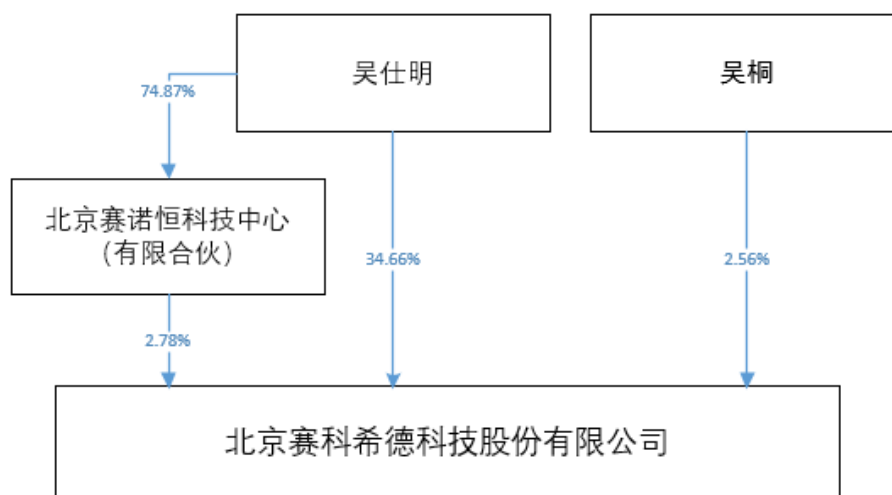 吴仕明
吴桐
74.87%
北京赛诺恒科技中心
（有限合伙）
34.66%
2.56%
2.78%
北京赛科希德科技股份有限公司